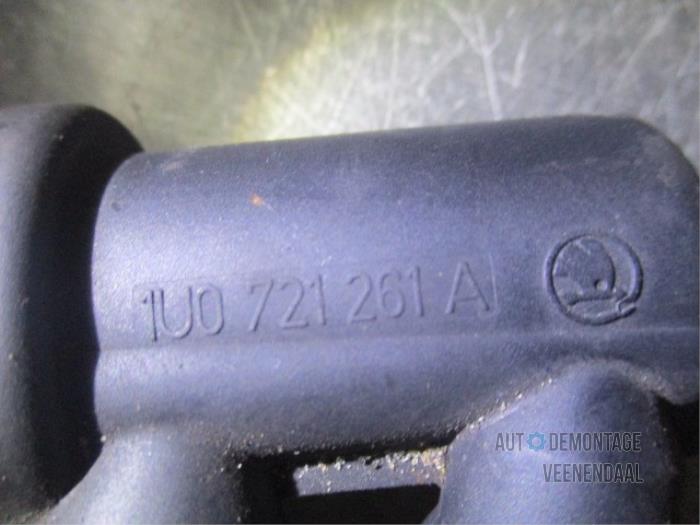 1U0 721 261 A
AUTODEMONTAGE
VEENENDAAL